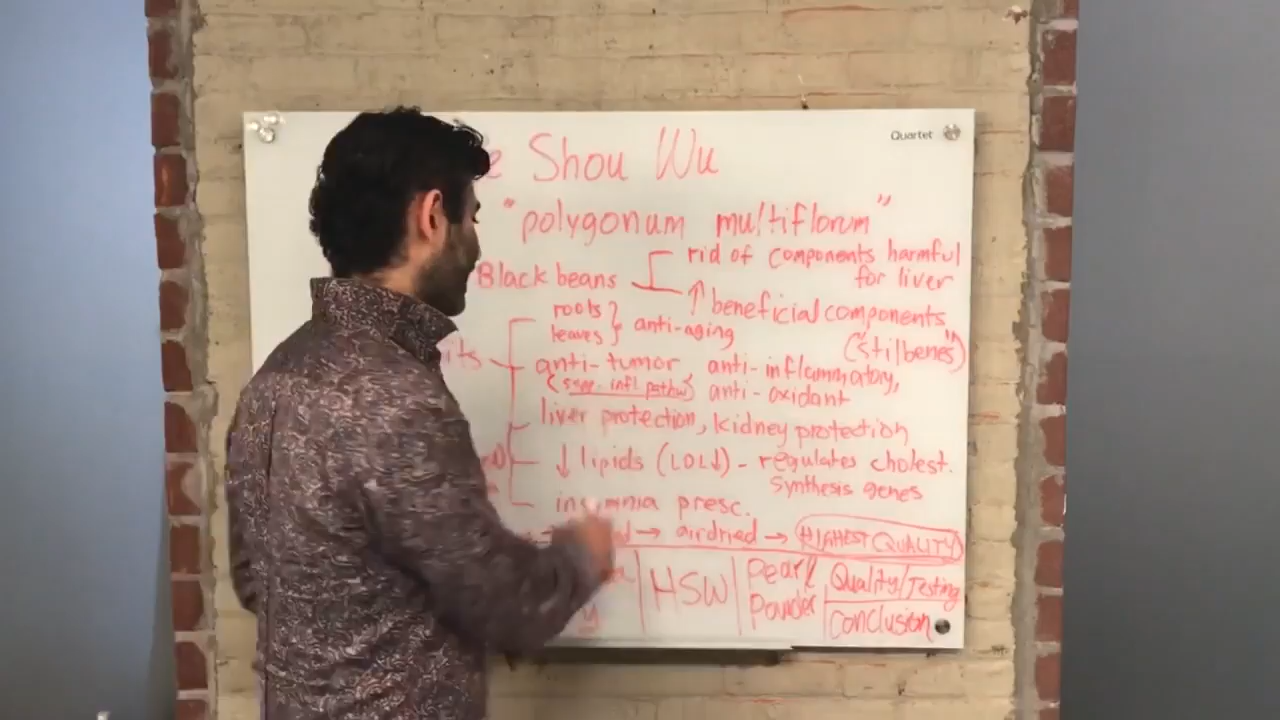 Quartet
Shou Wu
"polygonum multiflorum"
Black beans
rid of components harmful
for liver
↑ beneficial components
("stilbenes")
roots
leaves } anti-aging
anti-tumor
anti-inflammatory,
anti-oxidant
liver protection, kidney protection
↓ lipids (LDL↓) - regulates cholest.
synthesis genes
insomnia presc.
→ airdried → HIGHEST QUALITY
HSW
Pearl
Powder
Quality/Testing
Conclusion